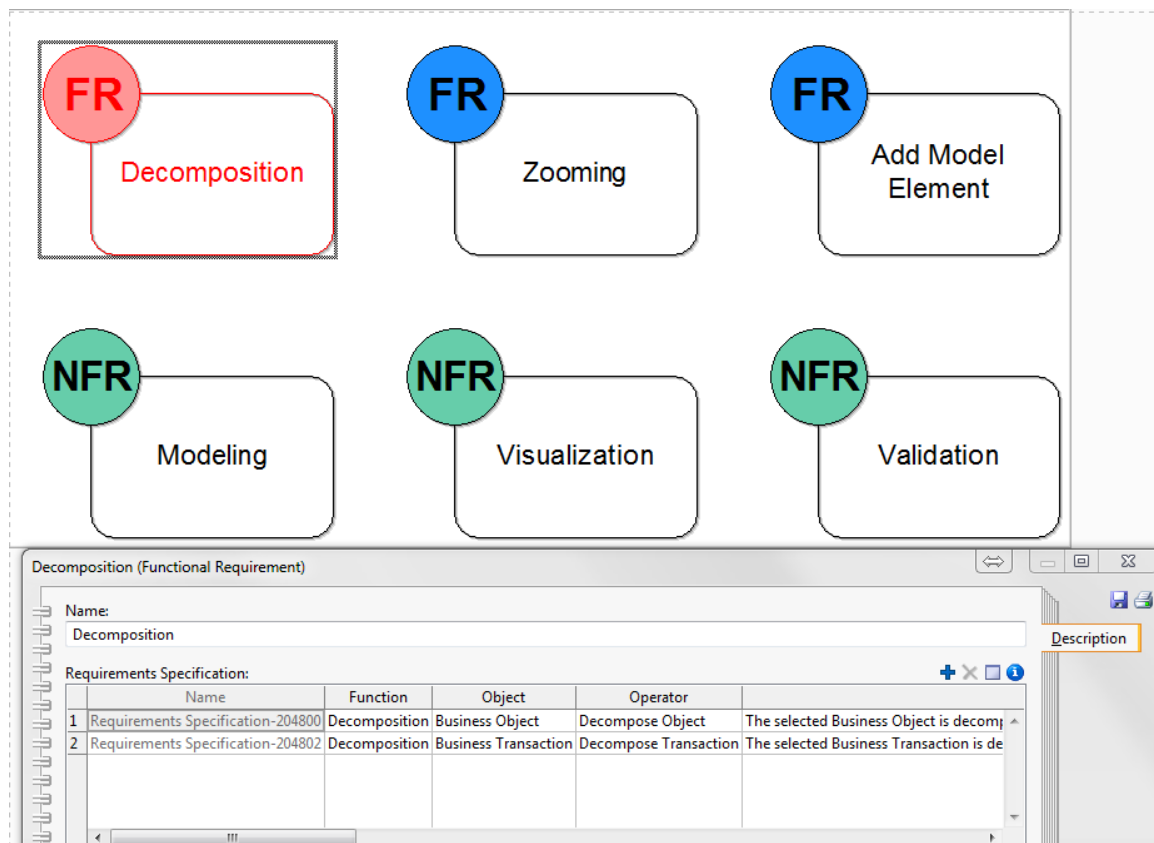 FR
FR
FR
Decomposition
Zooming
Add Model
Element
NFR
NFR
NFR
Modeling
Visualization
Validation
Decomposition (Functional Requirement)
Name:
Decomposition
Description
Requirements Specification:
Name Function Object Operator
1 Requirements Specification-204800 Decomposition Business Object Decompose Object The selected Business Object is decomp
2 Requirements Specification-204802 Decomposition Business Transaction Decompose Transaction The selected Business Transaction is de